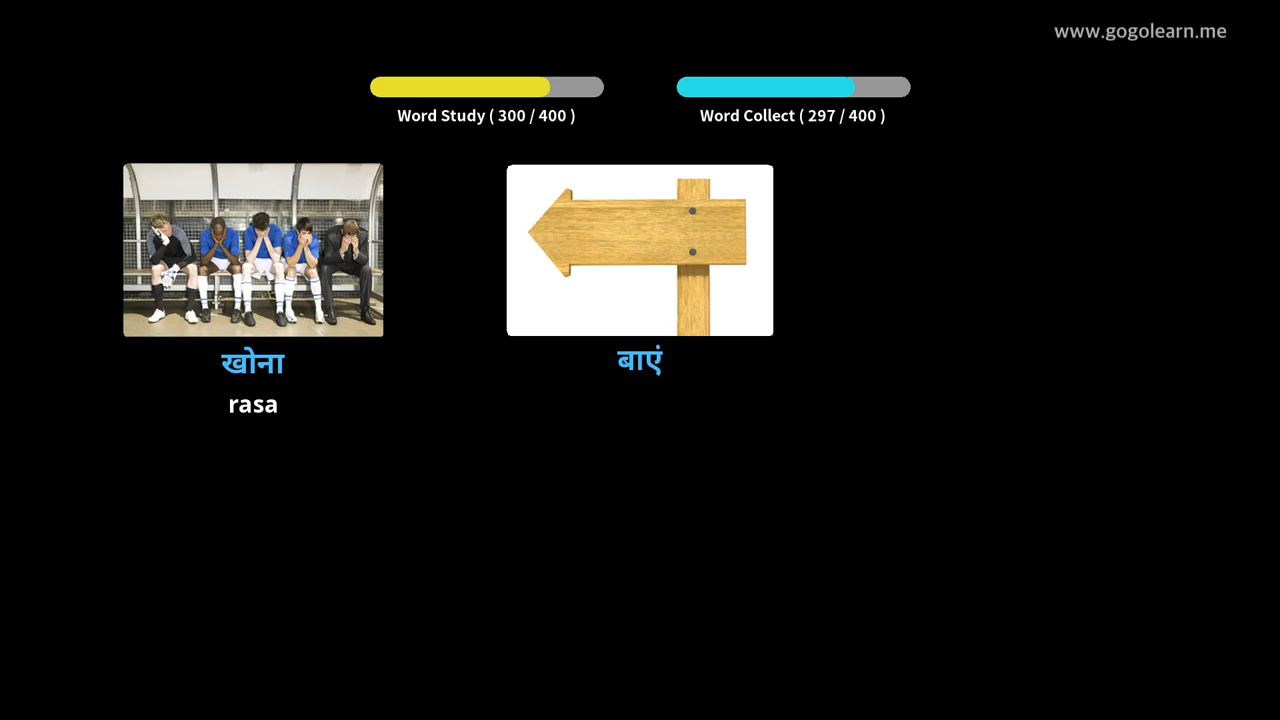 www.gogolearn.me
Word Study ( 300 / 400 )
Word Collect ( 297 / 400 )
खोना
बाएं
rasa